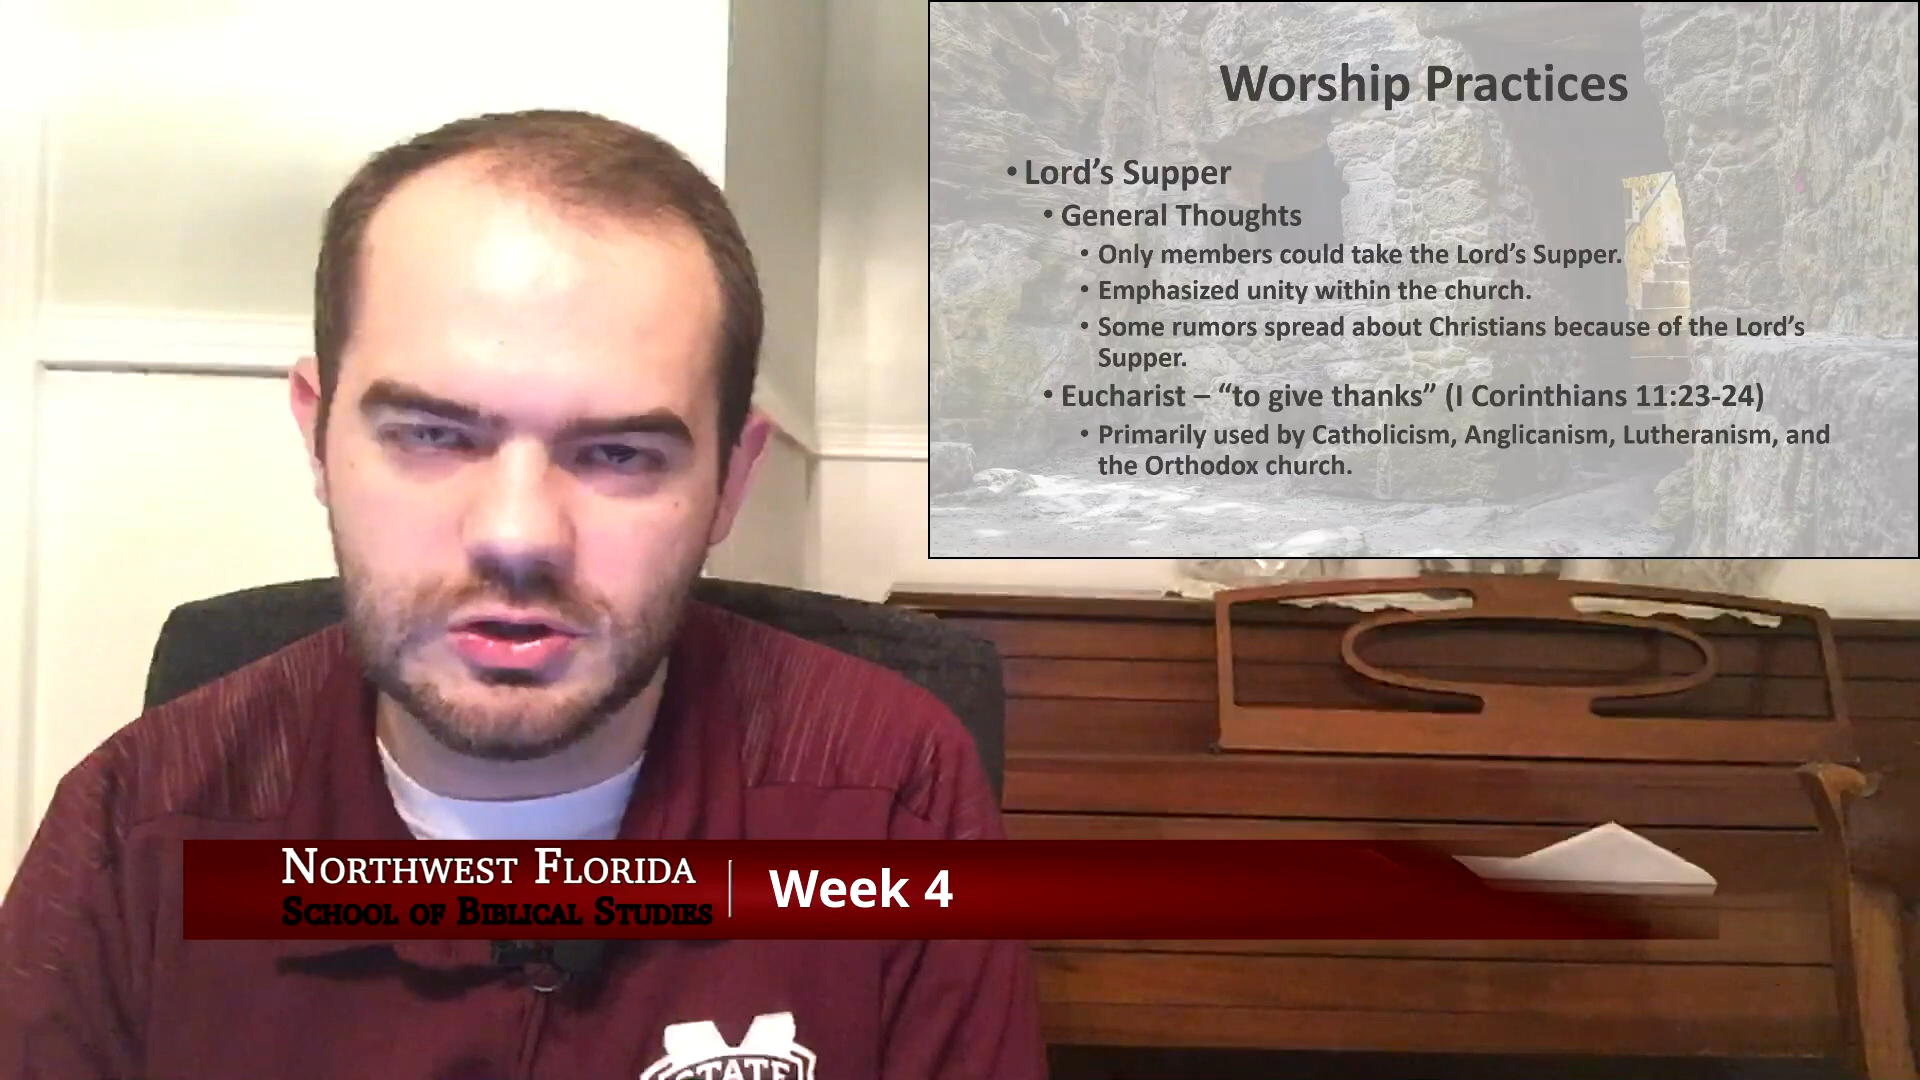 Worship Practices
• Lord’s Supper
• General Thoughts
• Only members could take the Lord’s Supper.
• Emphasized unity within the church.
• Some rumors spread about Christians because of the Lord’s
Supper.
• Eucharist – “to give thanks” (I Corinthians 11:23-24)
• Primarily used by Catholicism, Anglicanism, Lutheranism, and
the Orthodox church.
NORTHWEST FLORIDA
SCHOOL OF BIBLICAL STUDIES
Week 4
STATE